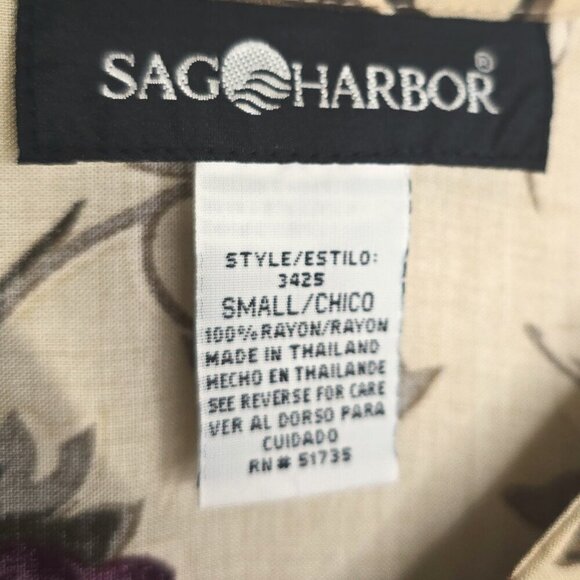 SAG HARBOR®
STYLE/ESTILO:
3425
SMALL/CHICO
100% RAYON/RAYON
MADE IN THAILAND
HECHO EN THAILANDE
SEE REVERSE FOR CARE
VER AL DORSO PARA
CUIDADO
RN# 51735